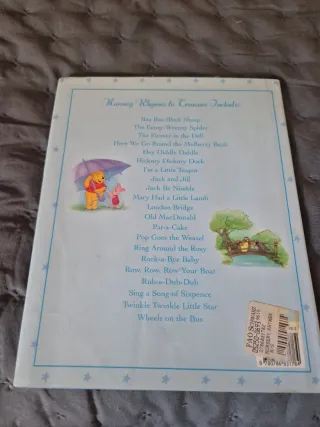 Nursery Rhymes to Treasure Include:
Baa Baa Black Sheep
The Eensy Weensy Spider
The Farmer in the Dell
Here We Go Round the Mulberry Bush
Hey Diddle Diddle
Hickory Dickory Dock
I'm a Little Teapot
Jack and Jill
Jack Be Nimble
Mary Had a Little Lamb
London Bridge
Old MacDonald
Pat-a-Cake
Pop Goes the Weasel
Ring Around the Rosy
Rock-a-Bye Baby
Row, Row, Row Your Boat
Rub-a-Dub-Dub
Sing a Song of Sixpence
Twinkle Twinkle Little Star
Wheels on the Bus
FAO Schwarz